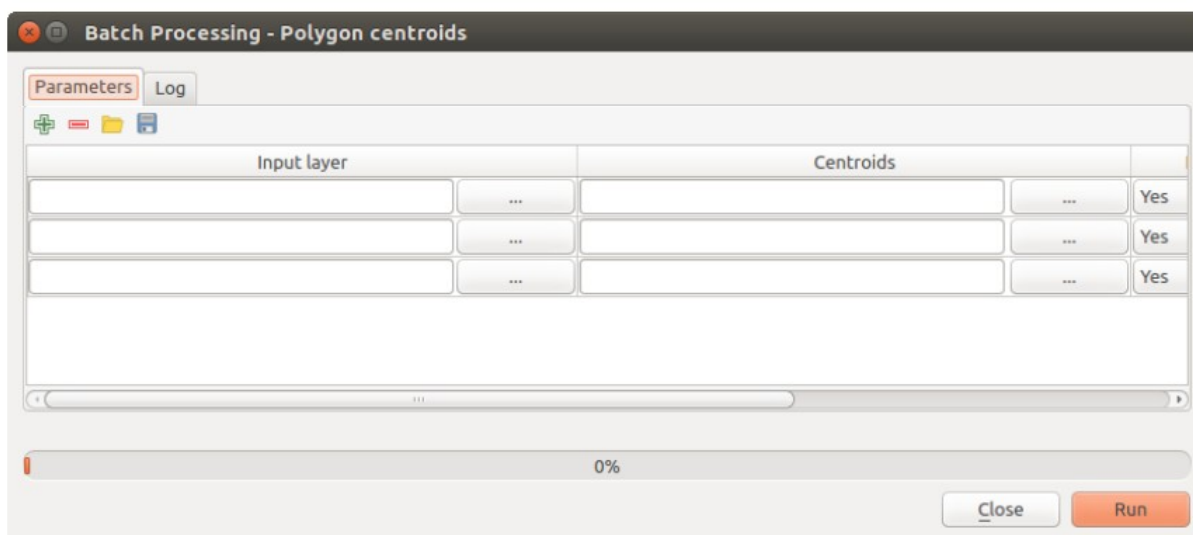 Batch Processing - Polygon centroids
Parameters Log
Input layer Centroids
... ... Yes
... ... Yes
... ... Yes
0%
Close Run